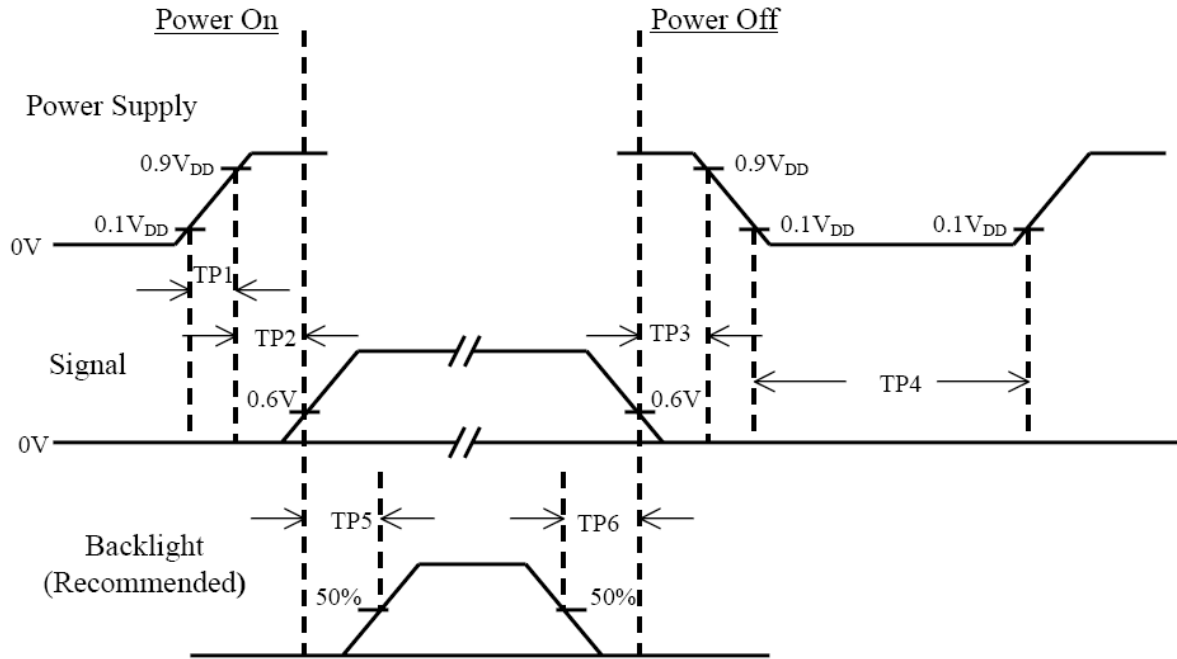 Power On
Power Off
Power Supply
0.9VDD
0.9VDD
0.1VDD
0.1VDD
0.1VDD
0V
TP1
TP2
TP3
Signal
TP4
0.6V
0.6V
0V
TP5
TP6
Backlight
(Recommended)
50%
50%